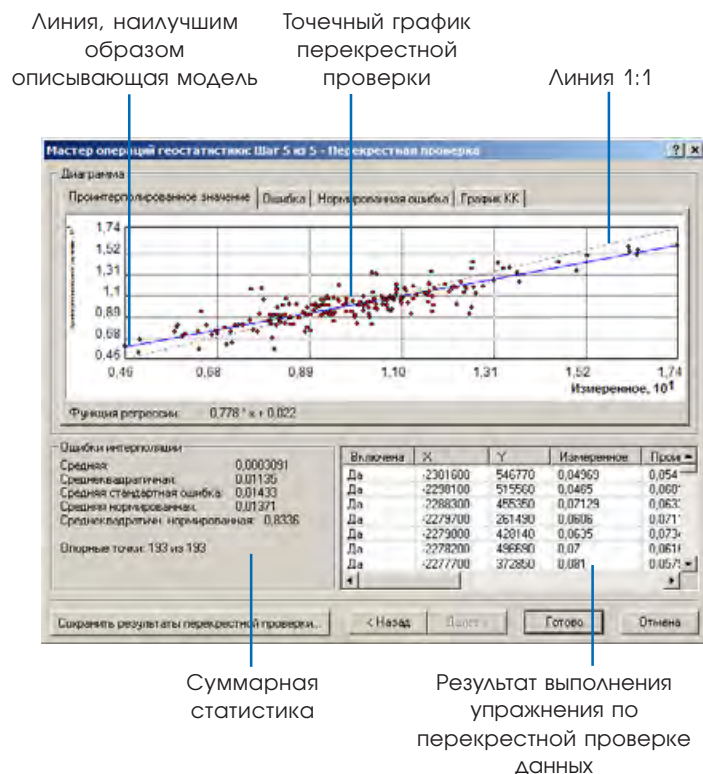 Линия, наилучшим
образом
описывающая модель
Точечный график
перекрестной
проверки
Линия 1:1
Мастер операций геостатистики: Шаг 5 из 5 - Перекрестная проверка
Диаграмма
Проинтерполированное значение Ошибка Нормированная ошибка График КК
1,74
1,52
1,31
1,1
0,89
0,68
0,46
0,46 0,68 0,89 1,10 1,31 1,52 1,74
Измеренное, 10¹
Функция регрессии: 0,778 * x + 0,022
Ошибки интерполяции
Средняя: 0,0003091
Среднеквадратичная: 0,01135
Средняя стандартная ошибка: 0,01433
Средняя нормированная: 0,01371
Среднеквадратичн. нормированная: 0,8336
Опорные точки: 193 из 193
Включена X Y Измеренное Прои
Да -2301600 546770 0,04969 0,054
Да -2298100 515560 0,0465
Да -2288300 455350 0,07129
Да -2279700 261490 0,0606
Да -2279000 428140 0,0635
Да -2278200 496690 0,07
Да -2277700 372850 0,081
Сохранить результаты перекрестной проверки... < Назад Далее > Готово Отмена
Суммарная
статистика
Результат выполнения
упражнения по
перекрестной проверке
данных